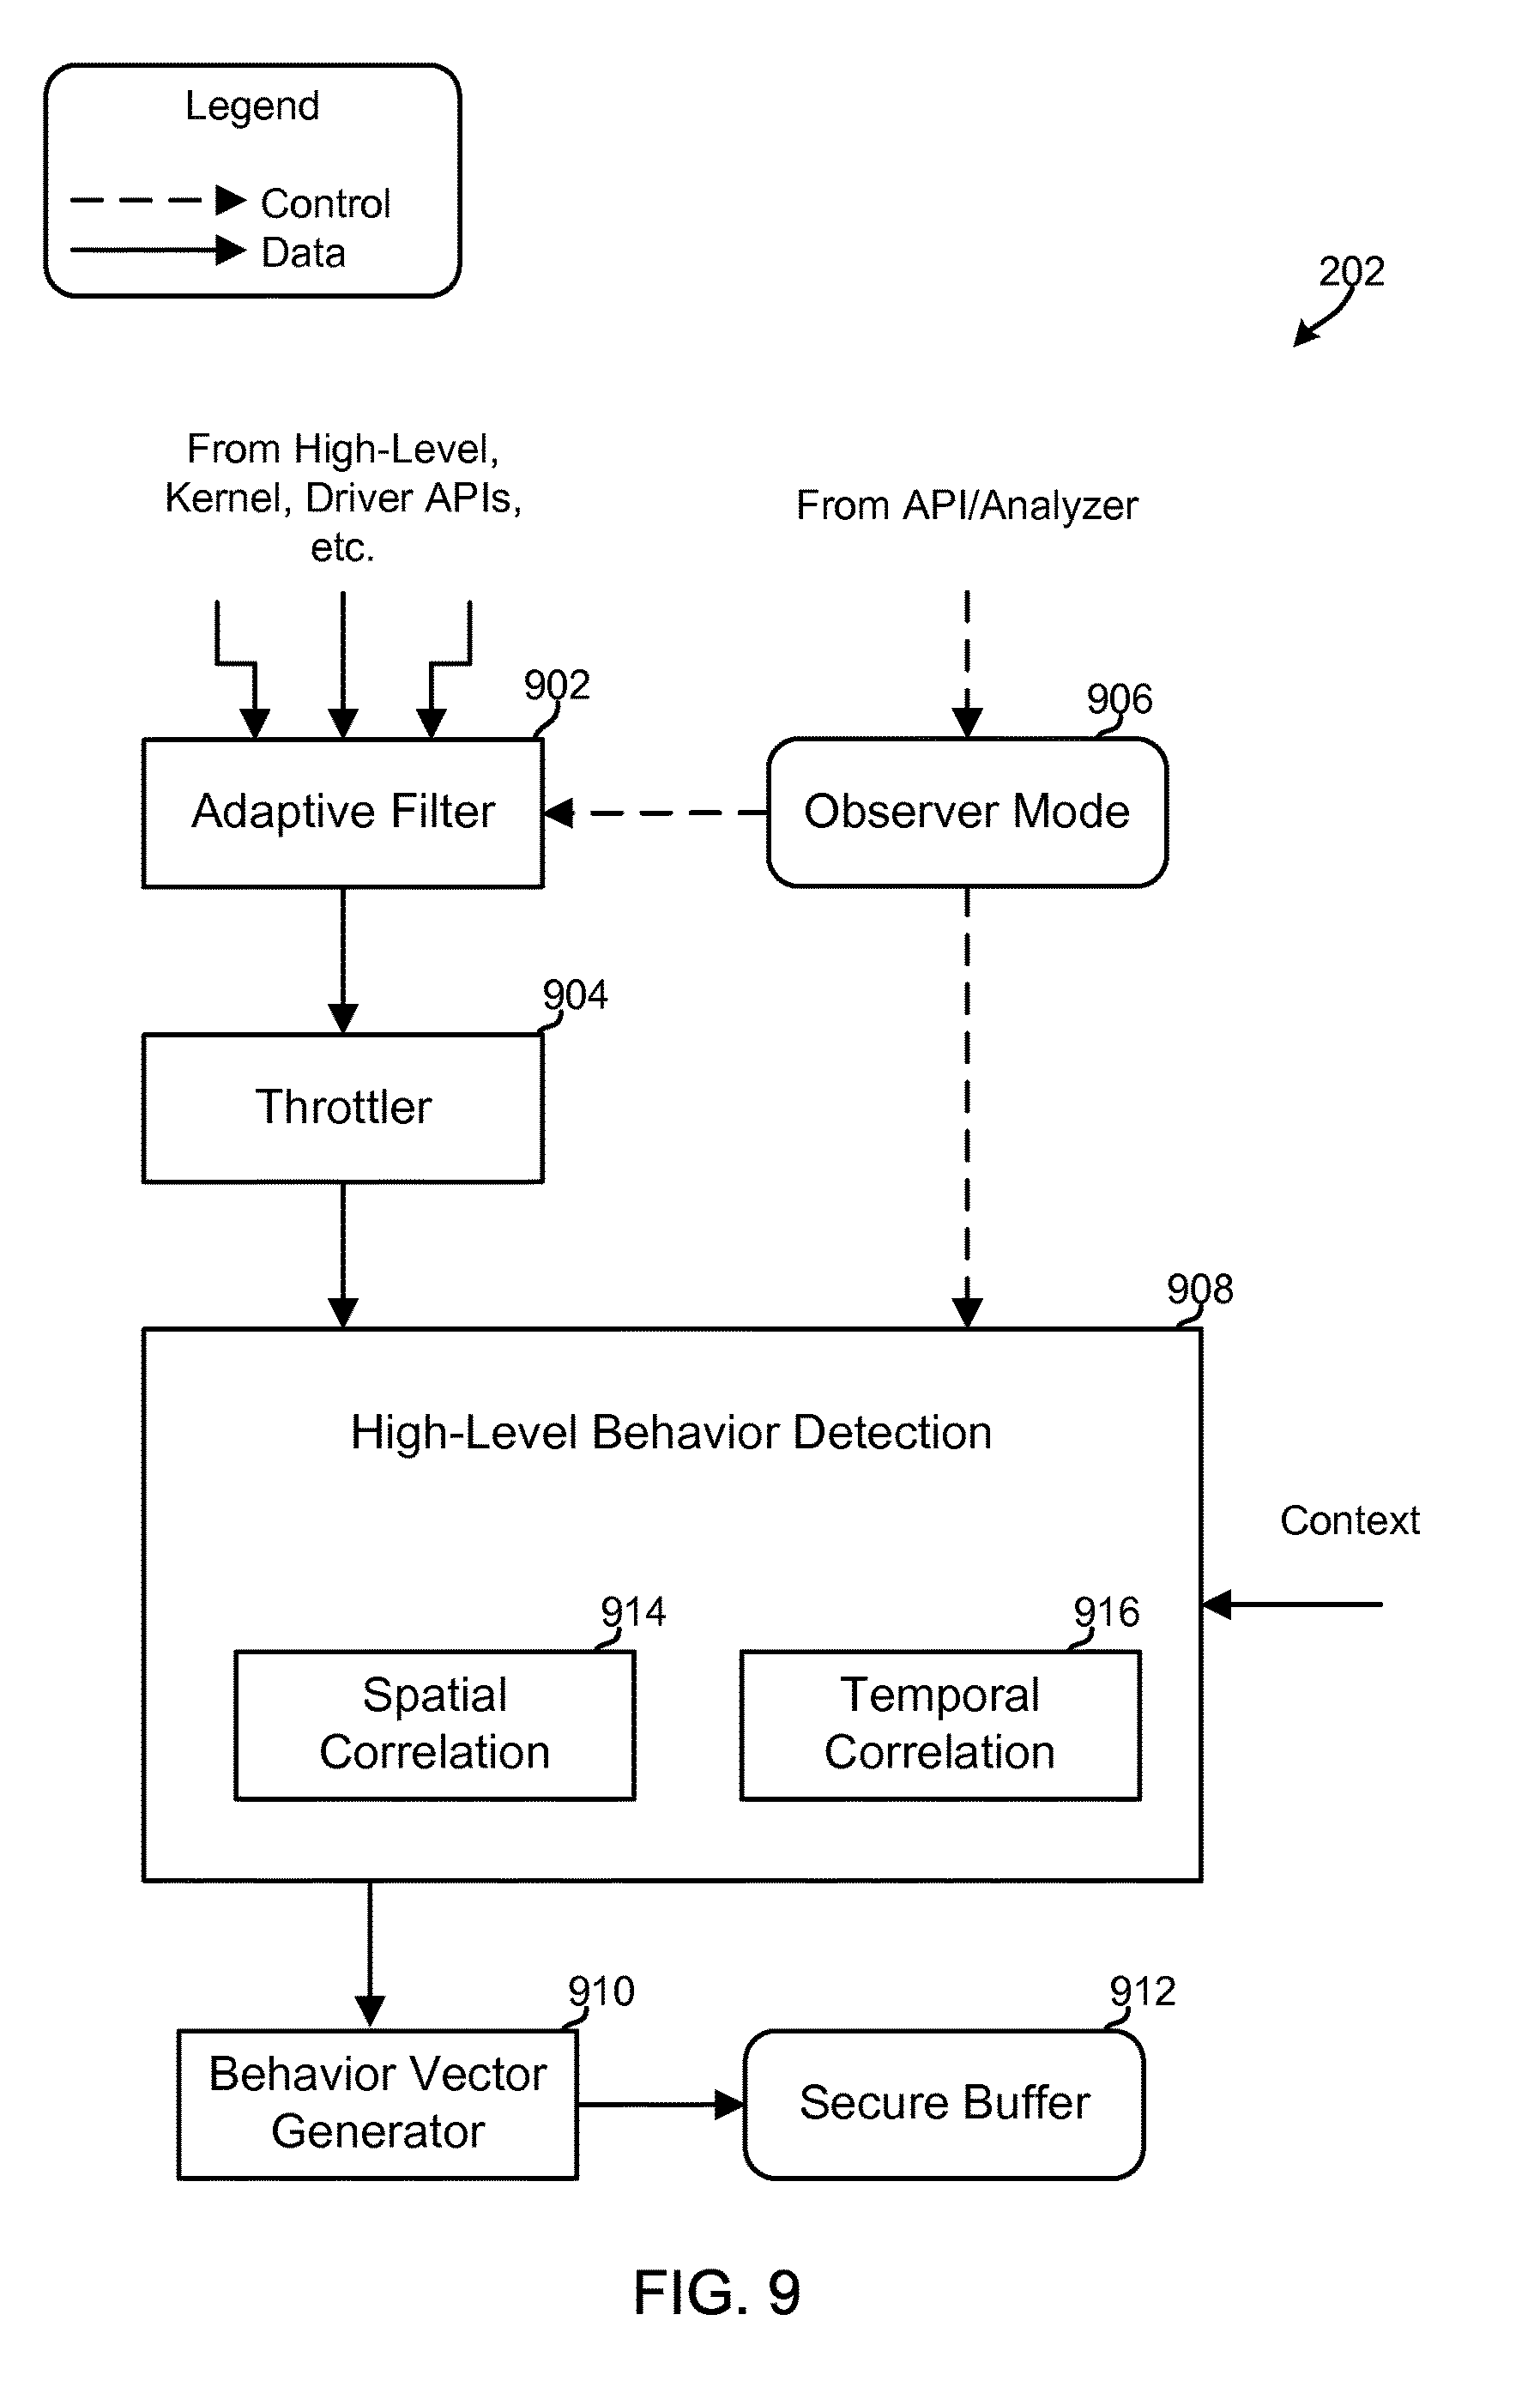 Legend
Control
Data
202
From High-Level,
Kernel, Driver APIs,
etc.
From API/Analyzer
902
906
Adaptive Filter
Observer Mode
904
Throttler
908
High-Level Behavior Detection
Context
914
916
Spatial
Correlation
Temporal
Correlation
910
912
Behavior Vector
Generator
Secure Buffer
FIG. 9